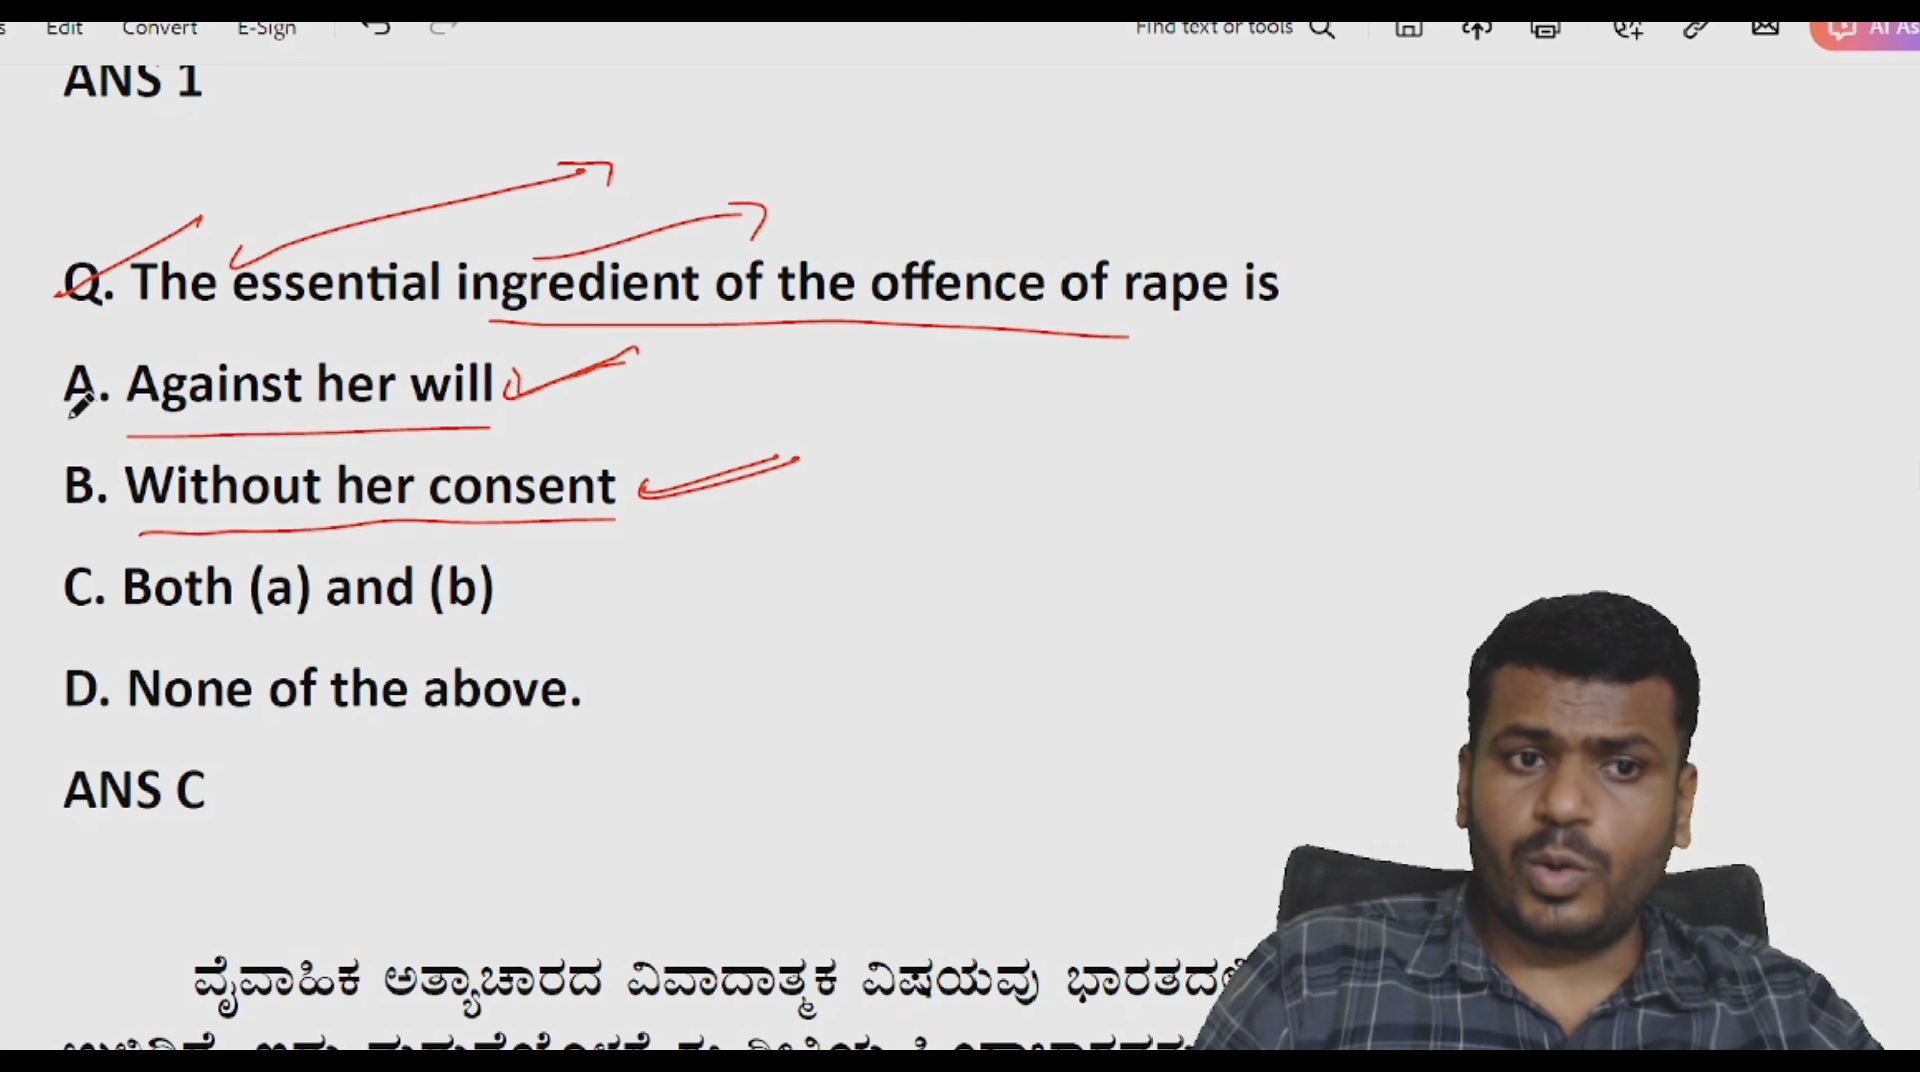 Edit Convert E-Sign Find text or tools
ANS 1
Q. The essential ingredient of the offence of rape is
A. Against her will
B. Without her consent
C. Both (a) and (b)
D. None of the above.
ANS C
ವೈವಾಹಿಕ ಅತ್ಯಾಚಾರದ ವಿವಾದಾತ್ಮಕ ವಿಷಯವು